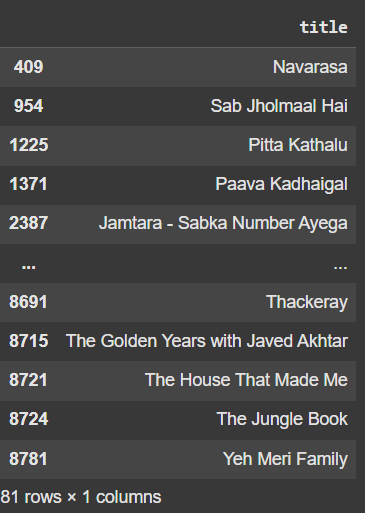 title
409 Navarasa
954 Sab Jholmaal Hai
1225 Pitta Kathalu
1371 Paava Kadhaigal
2387 Jamtara - Sabka Number Ayega
... ...
8691 Thackeray
8715 The Golden Years with Javed Akhtar
8721 The House That Made Me
8724 The Jungle Book
8781 Yeh Meri Family
81 rows × 1 columns